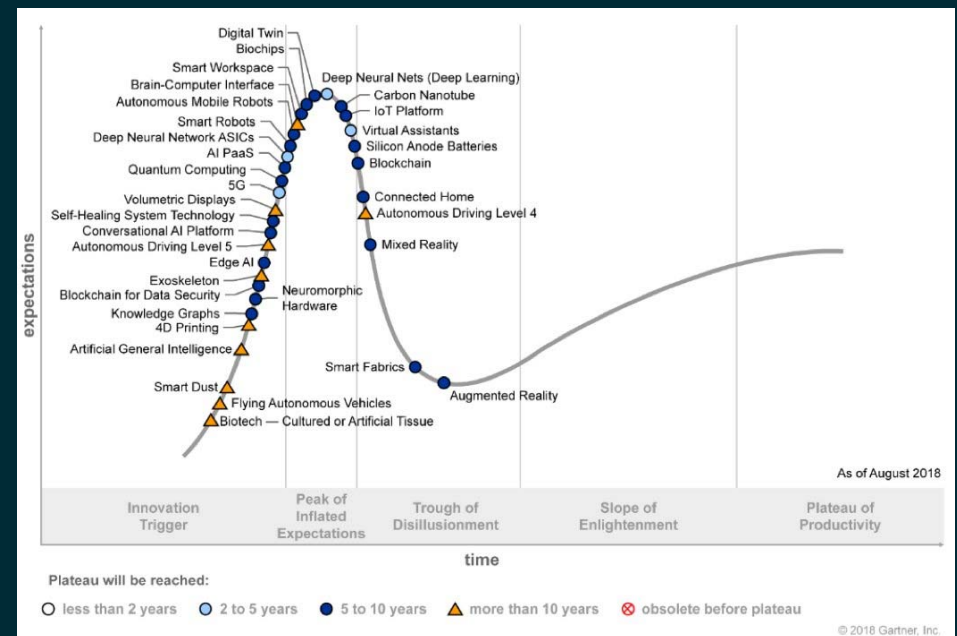 Digital Twin
Biochips
Smart Workspace
Brain-Computer Interface
Autonomous Mobile Robots
Smart Robots
Deep Neural Network ASICs
AI PaaS
Quantum Computing
5G
Volumetric Displays
Self-Healing System Technology
Conversational AI Platform
Autonomous Driving Level 5
Edge AI
Exoskeleton
Blockchain for Data Security
Neuromorphic
Hardware
Knowledge Graphs
4D Printing
Artificial General Intelligence
Smart Dust
Flying Autonomous Vehicles
Biotech — Cultured or Artificial Tissue
Deep Neural Nets (Deep Learning)
Carbon Nanotube
IoT Platform
Virtual Assistants
Silicon Anode Batteries
Blockchain
Connected Home
Autonomous Driving Level 4
Mixed Reality
Smart Fabrics
Augmented Reality
expectations
As of August 2018
Innovation
Trigger
Peak of
Inflated
Expectations
Trough of
Disillusionment
Slope of
Enlightenment
Plateau of
Productivity
time
Plateau will be reached:
less than 2 years
2 to 5 years
5 to 10 years
more than 10 years
obsolete before plateau
© 2018 Gartner, Inc.